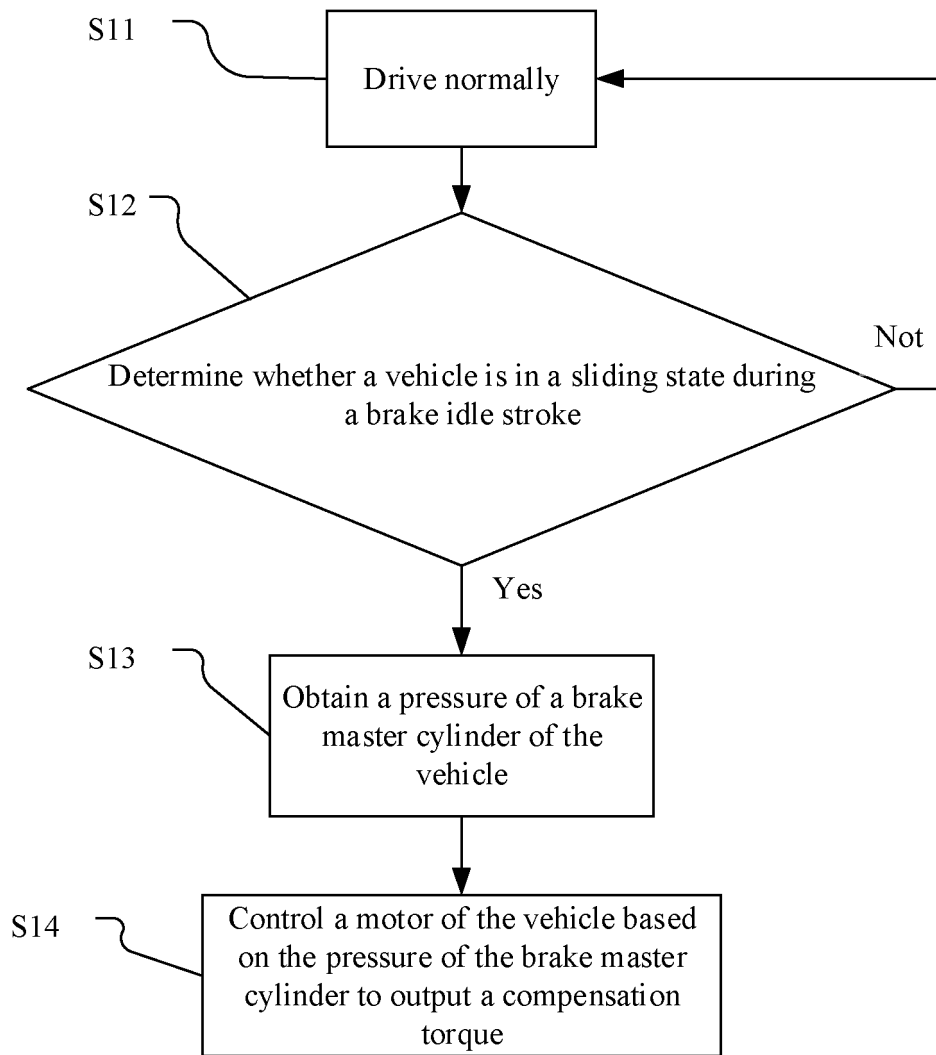 S11
Drive normally
S12
Not
Determine whether a vehicle is in a sliding state during
a brake idle stroke
Yes
S13
Obtain a pressure of a brake
master cylinder of the
vehicle
S14
Control a motor of the vehicle based
on the pressure of the brake master
cylinder to output a compensation
torque